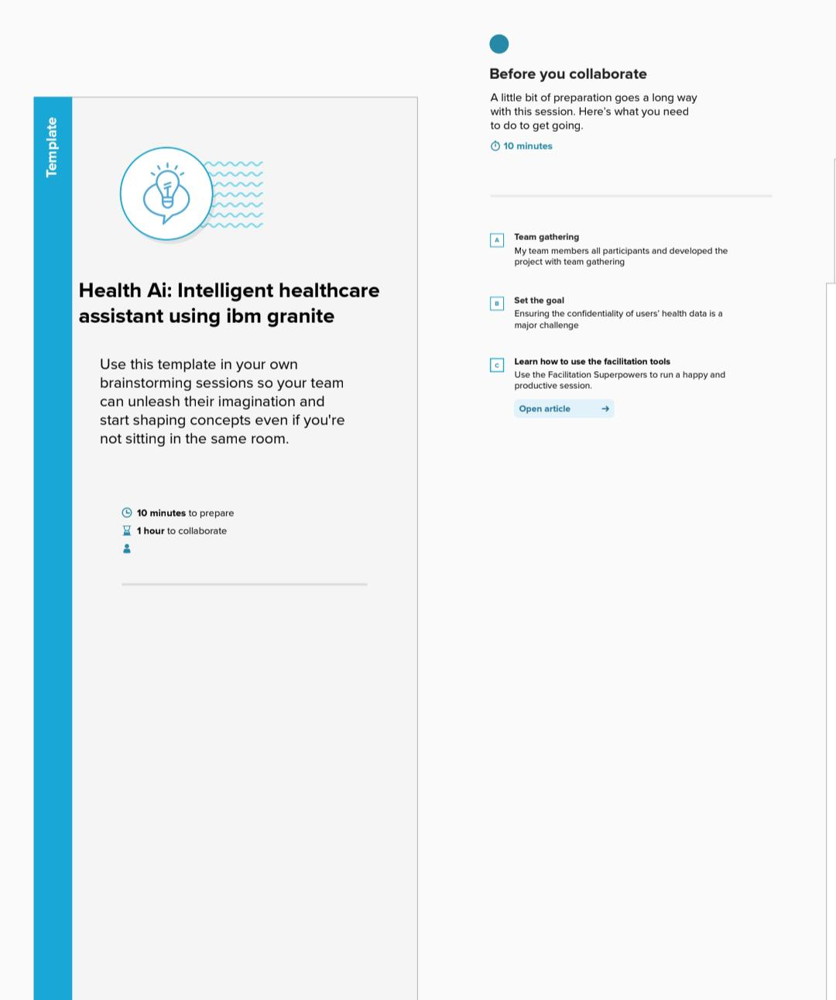 Template
Health Ai: Intelligent healthcare
assistant using ibm granite
Use this template in your own
brainstorming sessions so your team
can unleash their imagination and
start shaping concepts even if you're
not sitting in the same room.
10 minutes to prepare
1 hour to collaborate
Before you collaborate
A little bit of preparation goes a long way
with this session. Here's what you need
to do to get going.
10 minutes
A
Team gathering
My team members all participants and developed the
project with team gathering
B
Set the goal
Ensuring the confidentiality of users' health data is a
major challenge
C
Learn how to use the facilitation tools
Use the Facilitation Superpowers to run a happy and
productive session.
Open article